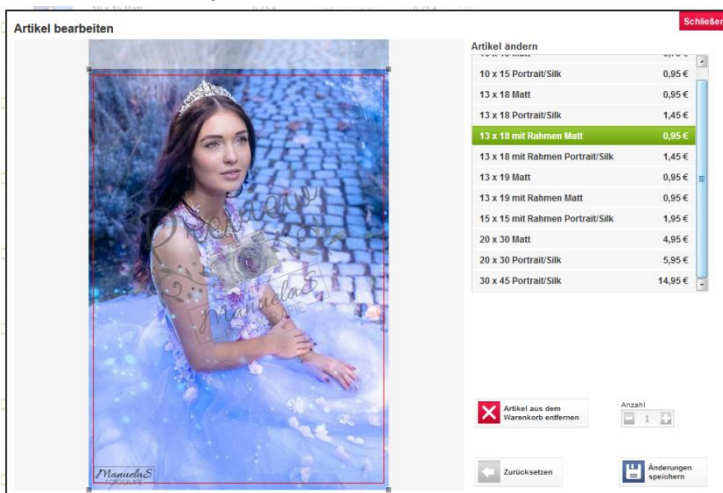 Schließen
Artikel bearbeiten
Artikel ändern
10 x 15 Portrait/Silk 0,95 €
13 x 18 Matt 0,95 €
13 x 18 Portrait/Silk 1,45 €
13 x 18 mit Rahmen Matt 0,95 €
13 x 18 mit Rahmen Portrait/Silk 1,45 €
13 x 19 Matt 0,95 €
13 x 19 mit Rahmen Matt 0,95 €
15 x 15 mit Rahmen Portrait/Silk 1,95 €
20 x 30 Matt 4,95 €
20 x 30 Portrait/Silk 5,95 €
30 x 45 Portrait/Silk 14,95 €
Preview
ManuelaS
FOTOGRAFIE
Artikel aus dem
Warenkorb entfernen
Anzahl
1
ManuelaS
FOTOGRAFIE
Zurücksetzen
Änderungen
speichern